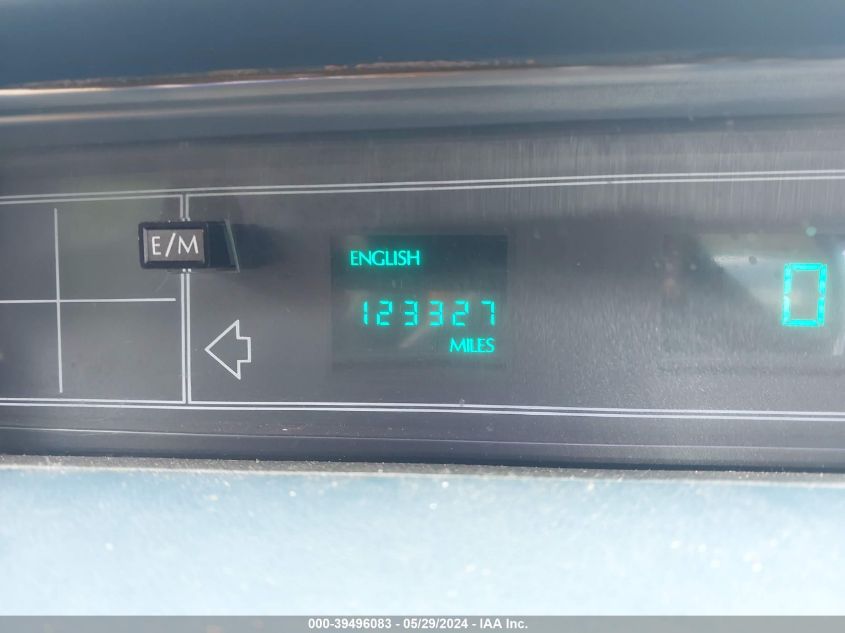 E/M
ENGLISH
123327
MILES
0
000-39496083 - 05/29/2024 - IAA Inc.